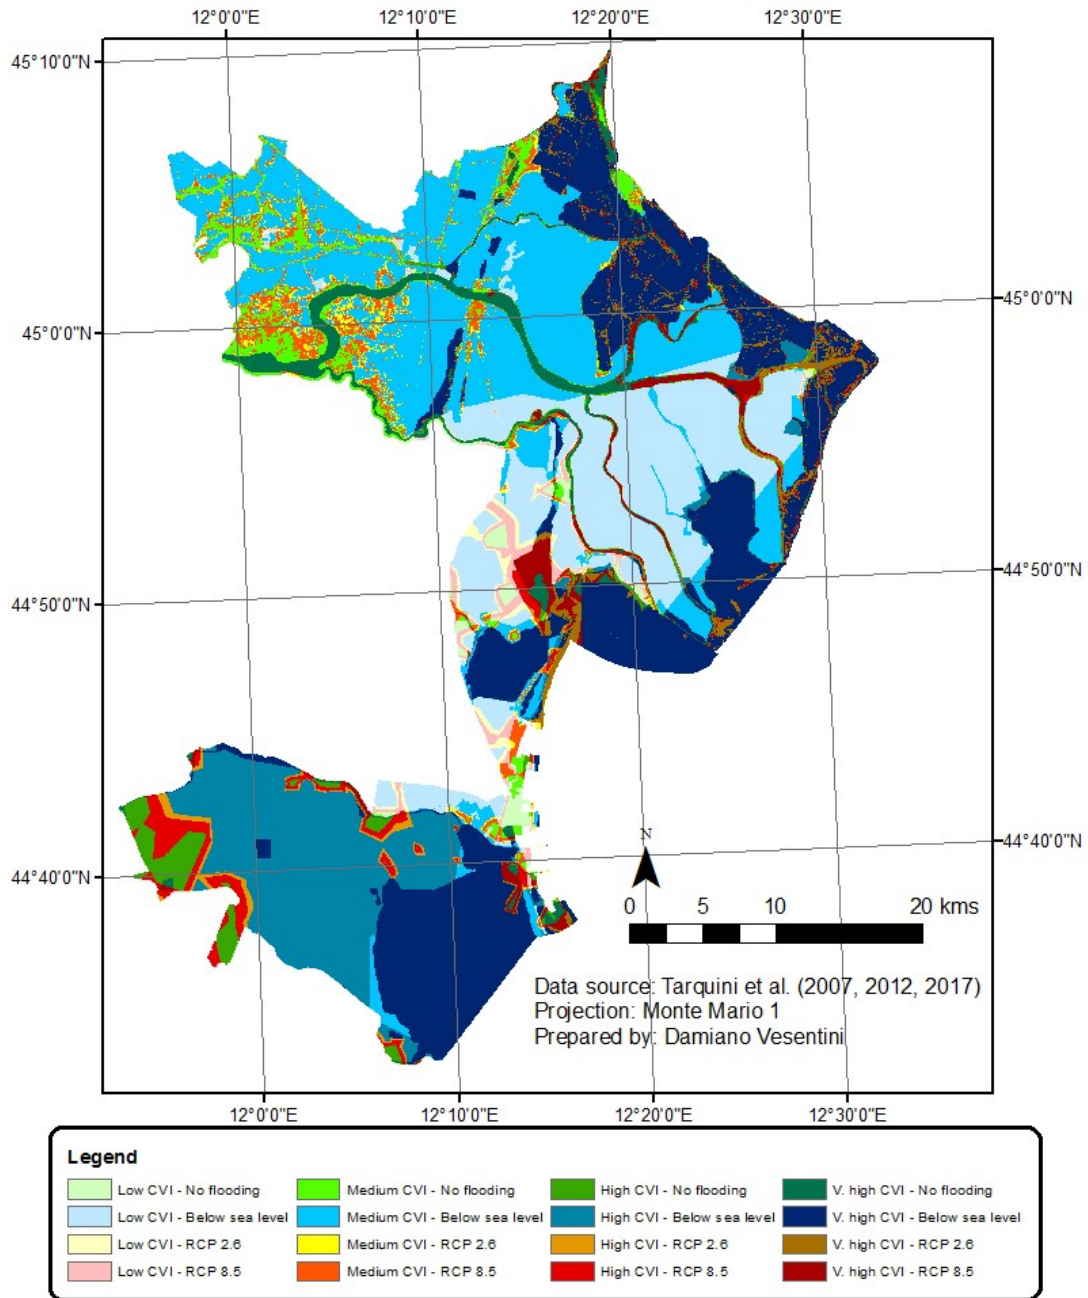 12°0'0"E 12°10'0"E 12°20'0"E 12°30'0"E
45°10'0"N
45°0'0"N
45°0'0"N
44°50'0"N
44°50'0"N
44°40'0"N
44°40'0"N
N
0 5 10 20 kms
Data source: Tarquini et al. (2007, 2012, 2017)
Projection: Monte Mario 1
Prepared by: Damiano Vesentini
12°0'0"E 12°10'0"E 12°20'0"E 12°30'0"E
Legend
Low CVI - No flooding Medium CVI - No flooding High CVI - No flooding V. high CVI - No flooding
Low CVI - Below sea level Medium CVI - Below sea level High CVI - Below sea level V. high CVI - Below sea level
Low CVI - RCP 2.6 Medium CVI - RCP 2.6 High CVI - RCP 2.6 V. high CVI - RCP 2.6
Low CVI - RCP 8.5 Medium CVI - RCP 8.5 High CVI - RCP 8.5 V. high CVI - RCP 8.5